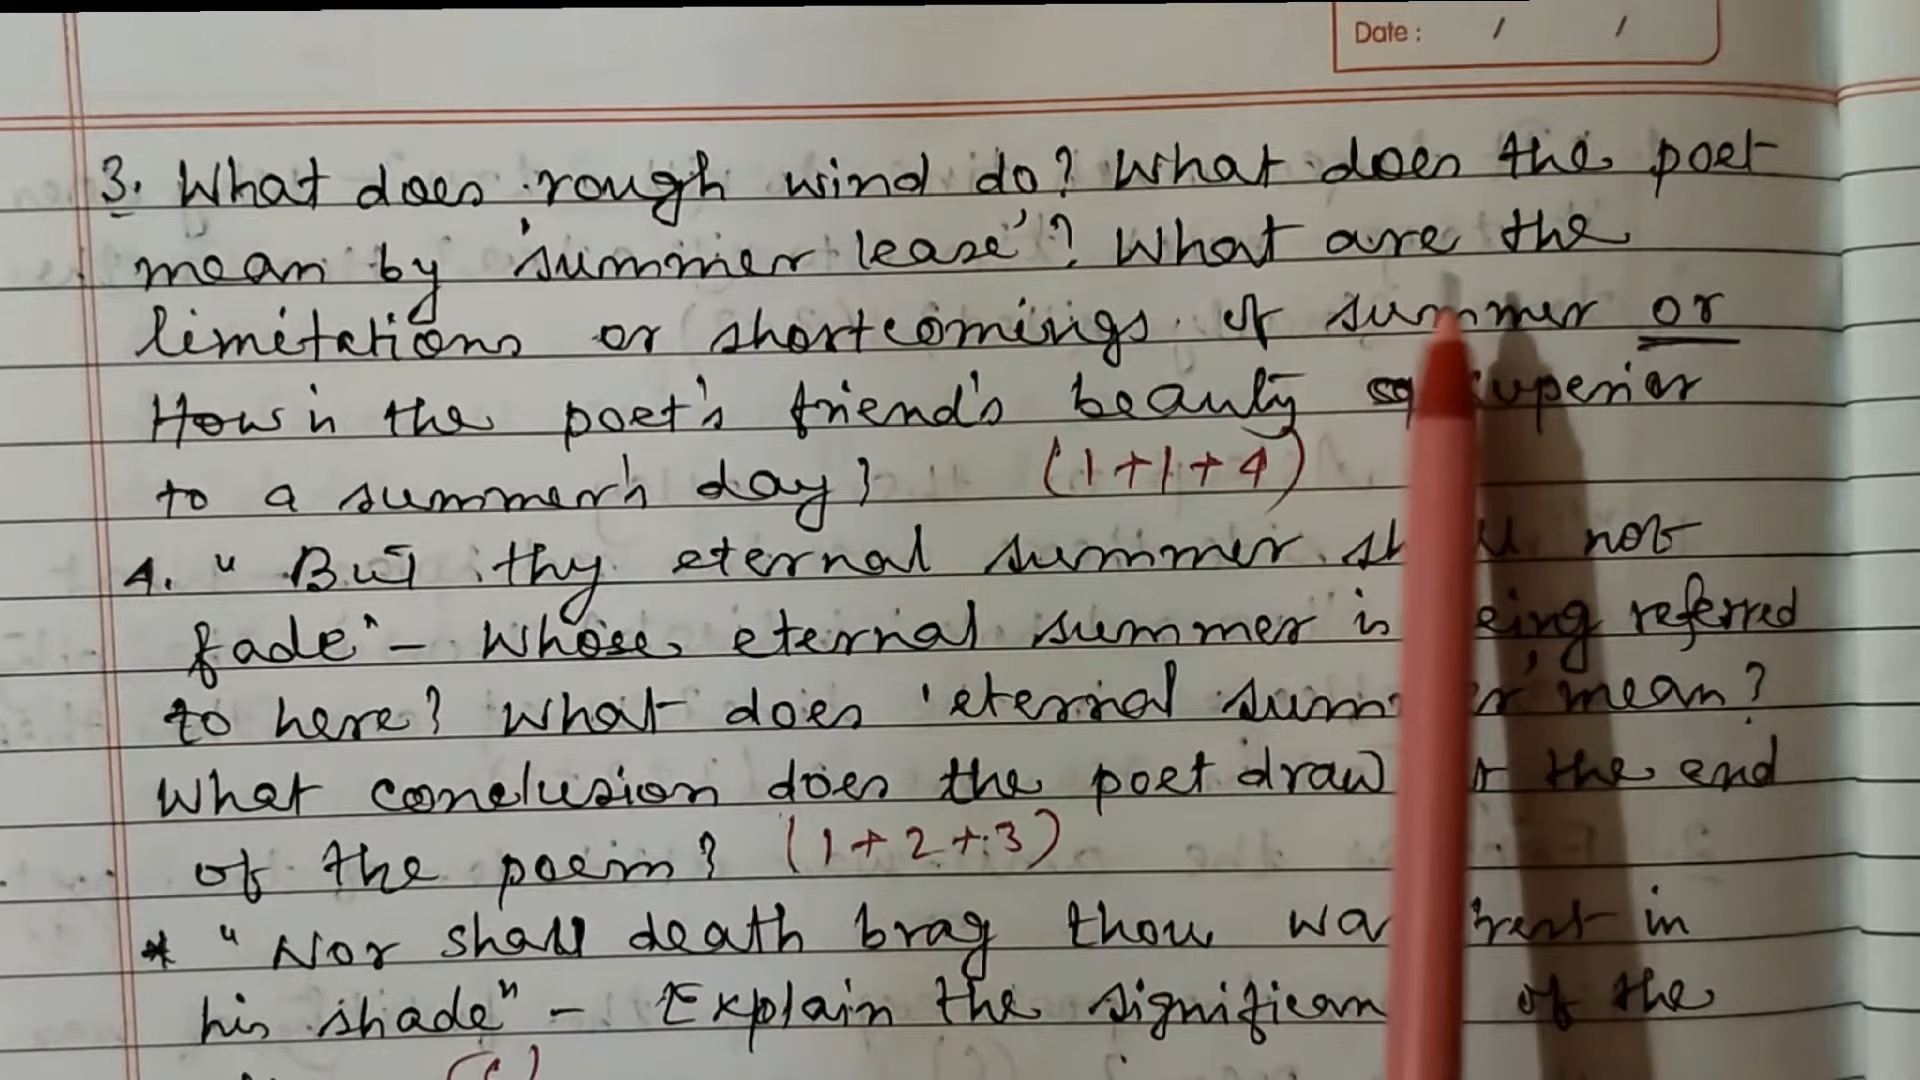 Date: / /
3. What does rough wind do? What does the poet
mean by 'summer lease'? What are the
limitations or shortcomings of summer or
How is the poet's friend's beauty superior
to a summer's day? (1+1+4)
4. "But thy eternal summer shall not
fade" - Whose eternal summer is being referred
to here? What does 'eternal summer' mean?
What conclusion does the poet draw at the end
of the poem? (1+2+3)
* "Nor shall death brag thou in
his shade" - Explain the of the